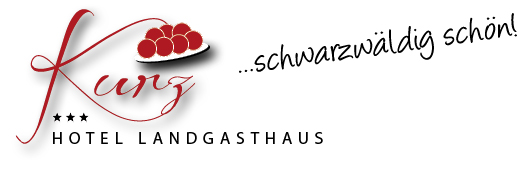 Kurz
...schwarzwäldig schön!
★★★
HOTEL LANDGASTHAUS